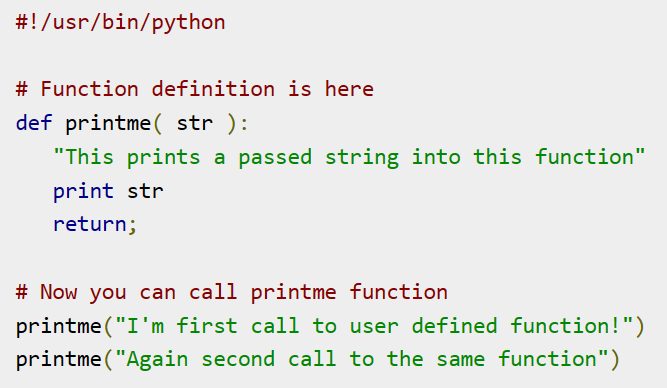 #!/usr/bin/python
# Function definition is here
def printme( str ):
"This prints a passed string into this function"
print str
return;
# Now you can call printme function
printme("I'm first call to user defined function!")
printme("Again second call to the same function")